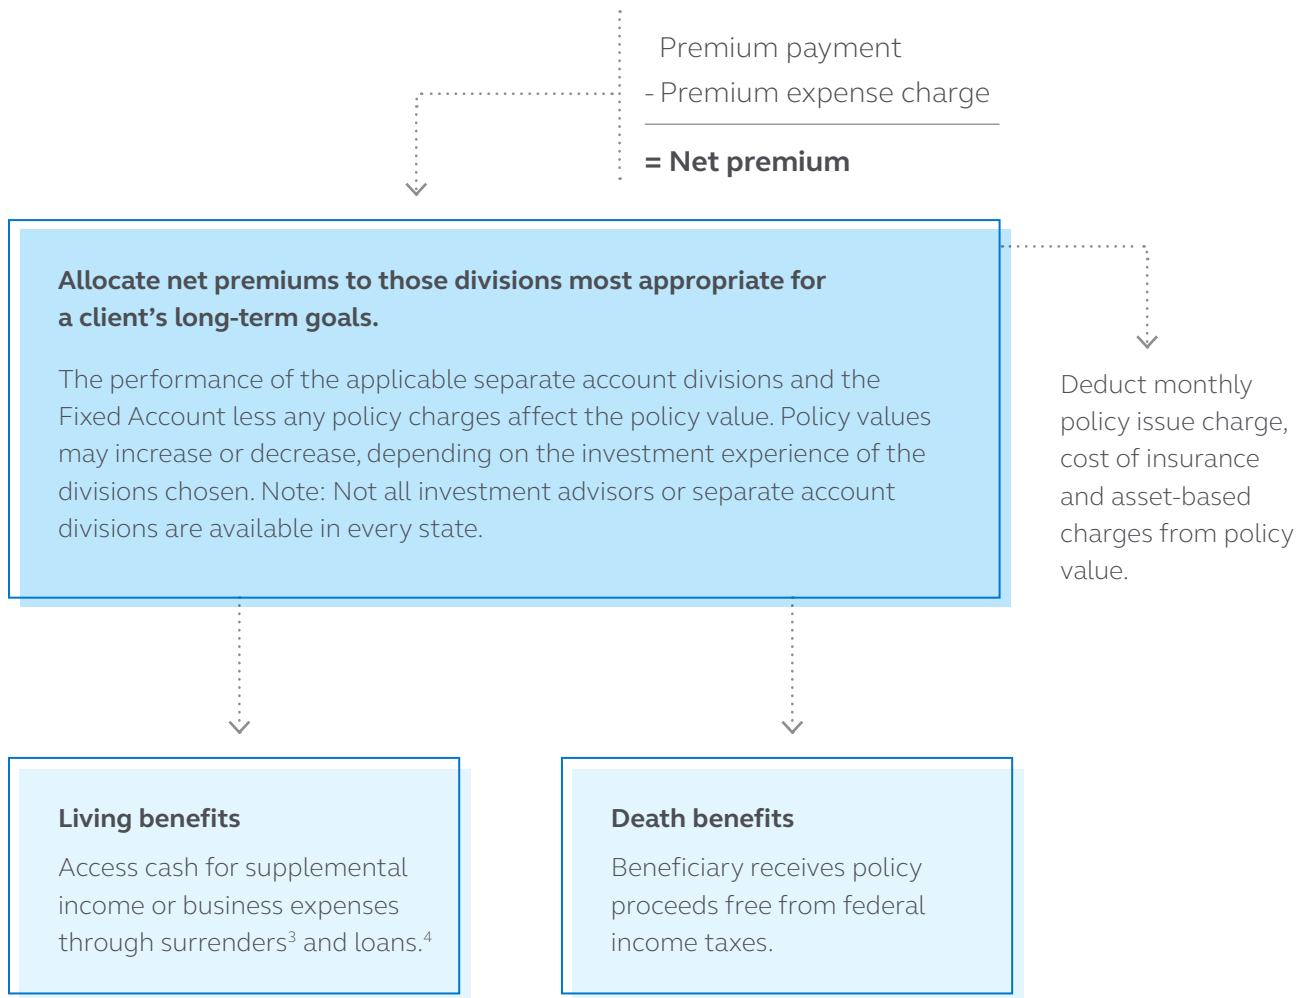 Premium payment
- Premium expense charge
= Net premium
Allocate net premiums to those divisions most appropriate for
a client's long-term goals.
The performance of the applicable separate account divisions and the
Fixed Account less any policy charges affect the policy value. Policy values
may increase or decrease, depending on the investment experience of the
divisions chosen. Note: Not all investment advisors or separate account
divisions are available in every state.
Deduct monthly
policy issue charge,
cost of insurance
and asset-based
charges from policy
value.
Living benefits
Access cash for supplemental
income or business expenses
through surrenders³ and loans.⁴
Death benefits
Beneficiary receives policy
proceeds free from federal
income taxes.